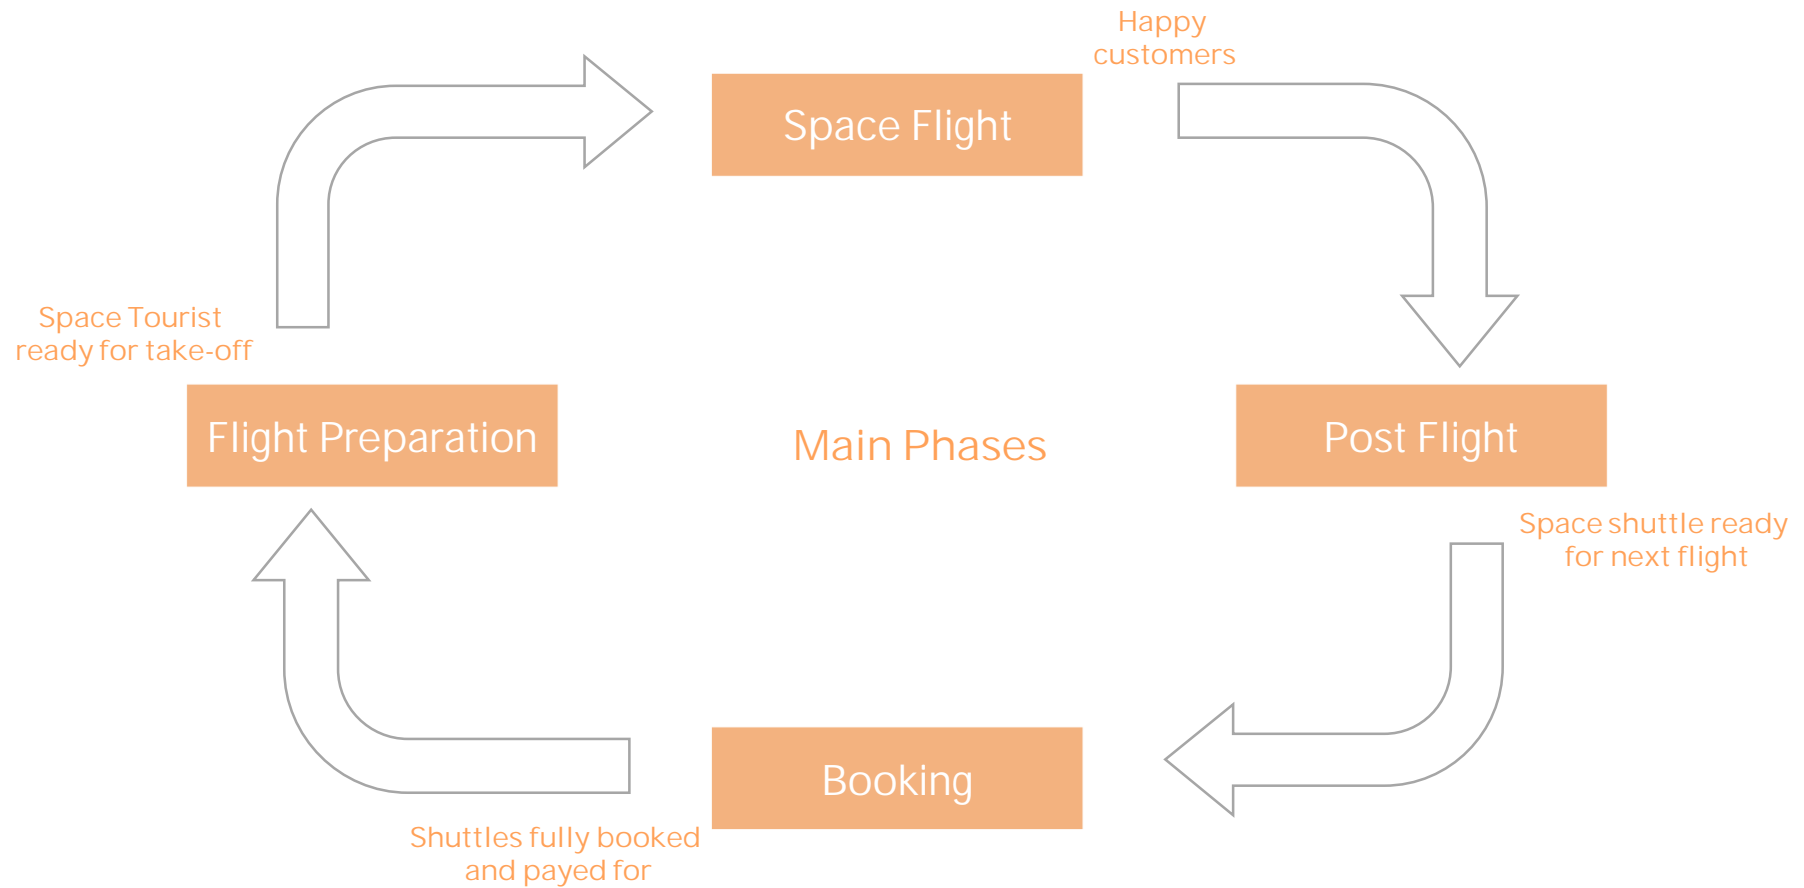 Happy
customers
Space Flight
Space Tourist
ready for take-off
Flight Preparation
Main Phases
Post Flight
Space shuttle ready
for next flight
Booking
Shuttles fully booked
and payed for